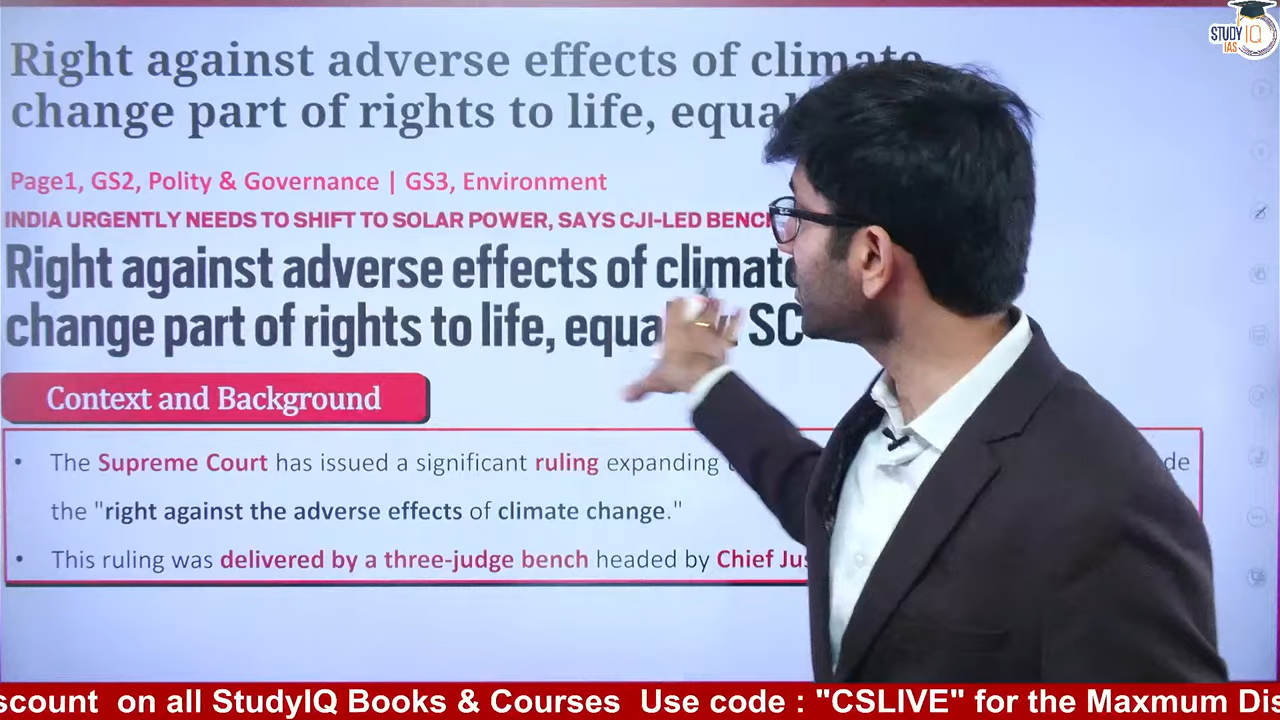 Right against adverse effects of climate
change part of rights to life, equal
Page1, GS2, Polity & Governance | GS3, Environment
INDIA URGENTLY NEEDS TO SHIFT TO SOLAR POWER, SAYS CJI-LED BENCH
Right against adverse effects of climate
change part of rights to life, SC
Context and Background
• The Supreme Court has issued a significant ruling expanding
the "right against the adverse effects of climate change."
• This ruling was delivered by a three-judge bench headed by Chief
STUDY IQ
IAS
on all StudyIQ Books & Courses Use code : "CSLIVE" for the Maxmum